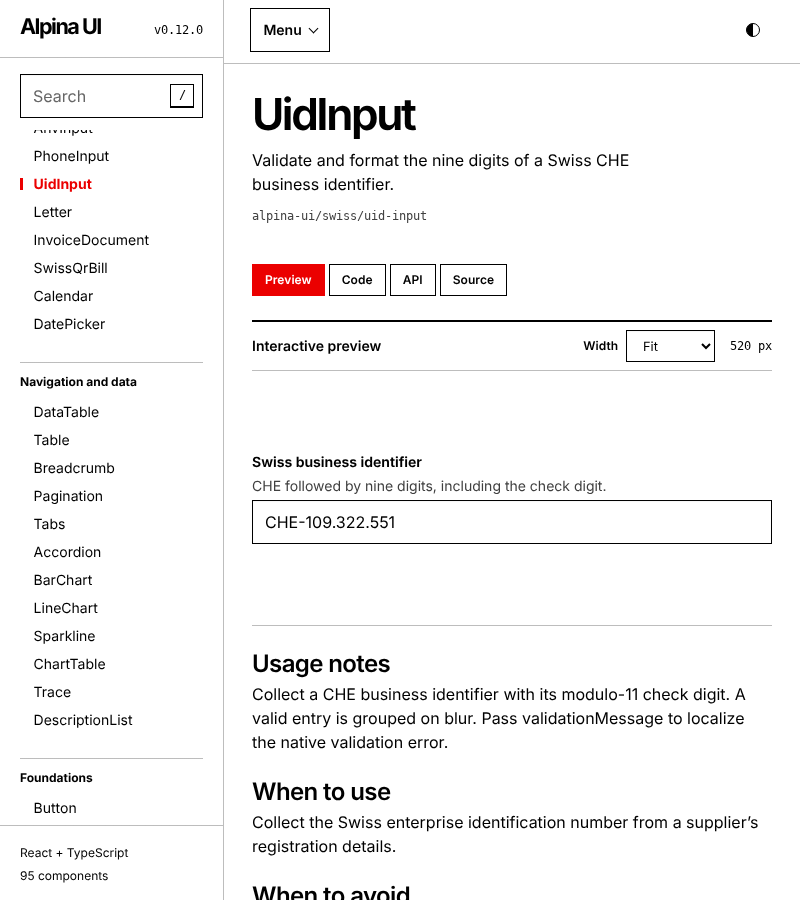 Alpina UI
v0.12.0
Search
/
AhvInput
PhoneInput
UidInput
Letter
InvoiceDocument
SwissQrBill
Calendar
DatePicker
Navigation and data
DataTable
Table
Breadcrumb
Pagination
Tabs
Accordion
BarChart
LineChart
Sparkline
ChartTable
Trace
DescriptionList
Foundations
Button
React + TypeScript
95 components
Menu
UidInput
Validate and format the nine digits of a Swiss CHE
business identifier.
alpina-ui/swiss/uid-input
Preview
Code
API
Source
Interactive preview
Width
Fit
520 px
Swiss business identifier
CHE followed by nine digits, including the check digit.
CHE-109.322.551
Usage notes
Collect a CHE business identifier with its modulo-11 check digit. A
valid entry is grouped on blur. Pass validationMessage to localize
the native validation error.
When to use
Collect the Swiss enterprise identification number from a supplier’s
registration details.
When to avoid